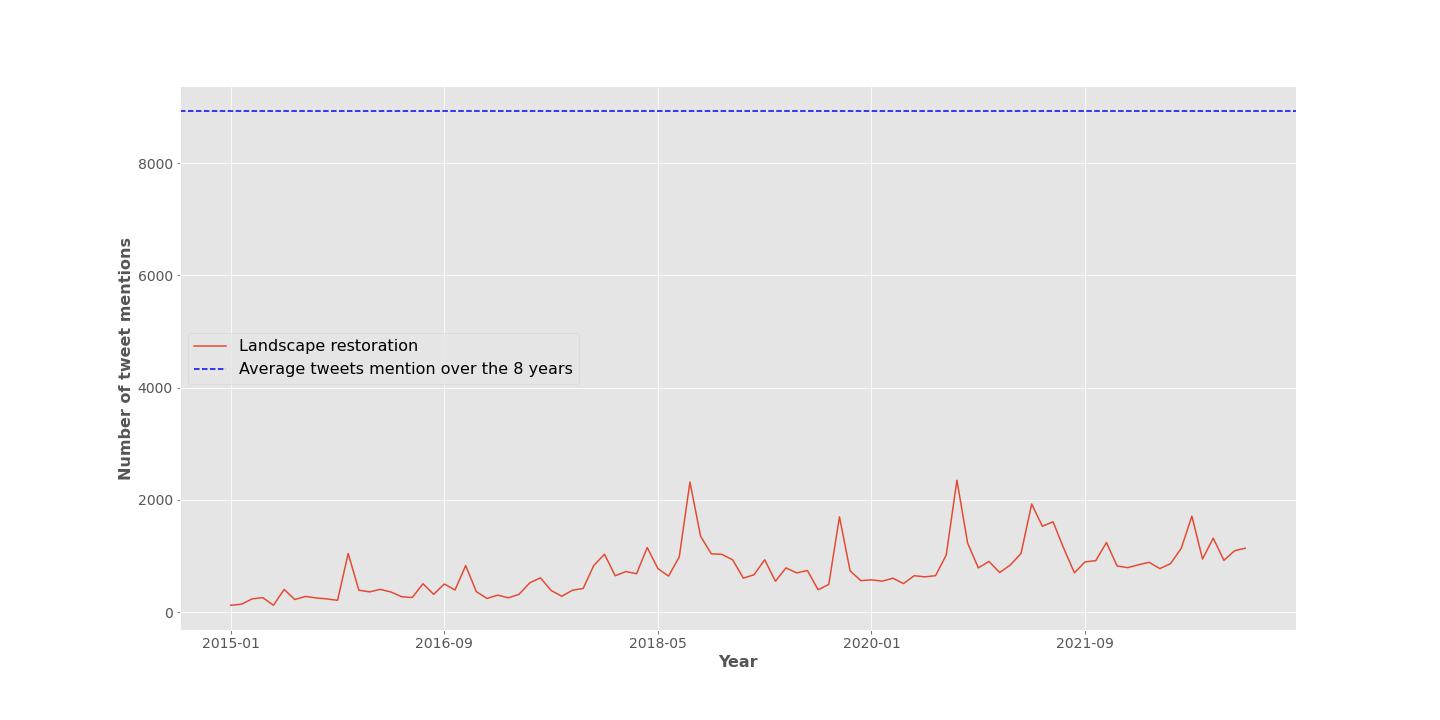 Number of tweet mentions
8000
6000
4000
2000
0
Landscape restoration
Average tweets mention over the 8 years
2015-01 2016-09 2018-05 2020-01 2021-09
Year